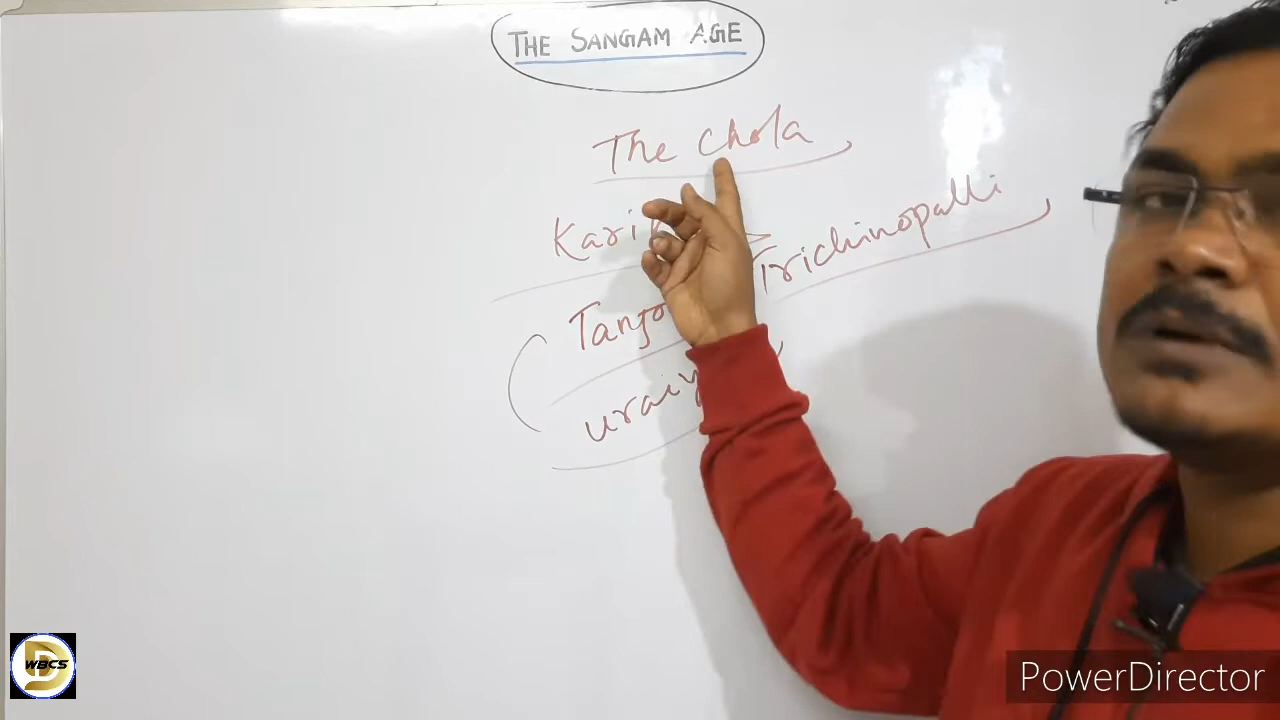 THE SANGAM AGE
The Chola
Kari
Trichinopalli
Tanjo
uraiy
WBCS
PowerDirector